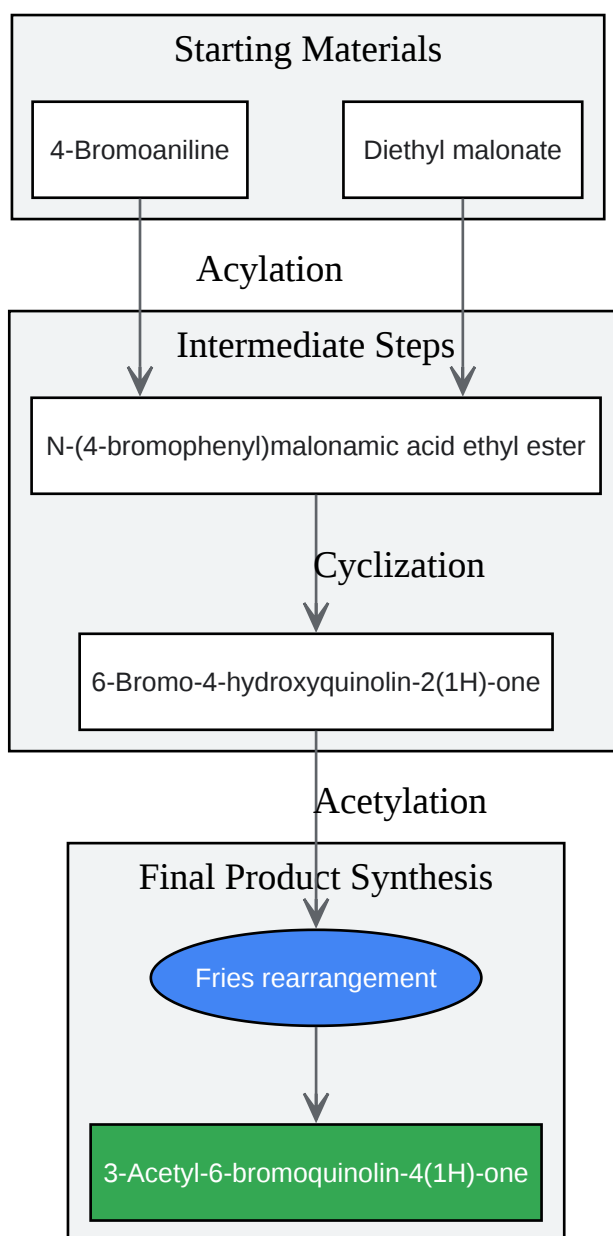 Starting Materials
4-Bromoaniline
Diethyl malonate
Acylation
Intermediate Steps
N-(4-bromophenyl)malonamic acid ethyl ester
Cyclization
6-Bromo-4-hydroxyquinolin-2(1H)-one
Acetylation
Final Product Synthesis
Fries rearrangement
3-Acetyl-6-bromoquinolin-4(1H)-one